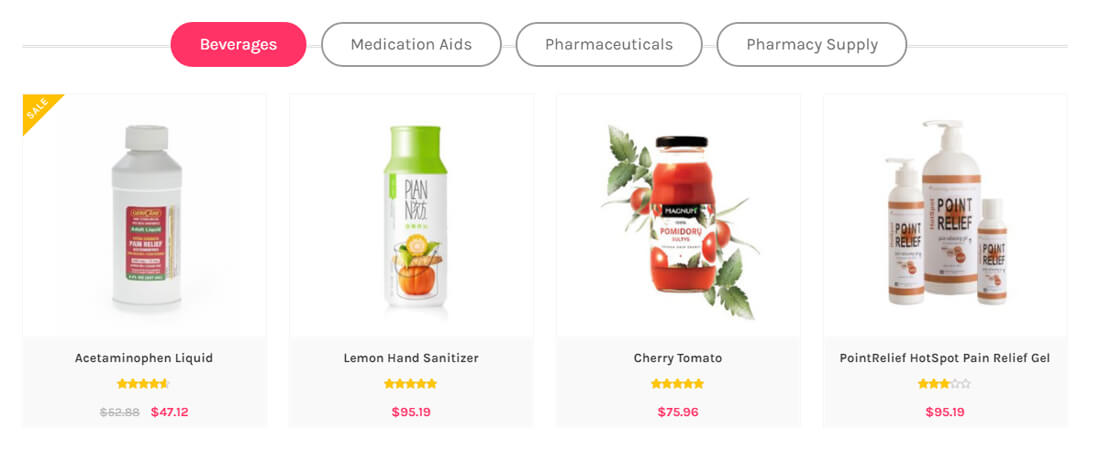 Beverages
Medication Aids
Pharmaceuticals
Pharmacy Supply
SALE
Adult Liquid
PAIN RELIEF
PLAN
MAGNUM
POMIDORŲ
SULTYS
HotSpot
POINT
RELIEF
POINT
RELIEF
POINT
RELIEF
Acetaminophen Liquid
Lemon Hand Sanitizer
Cherry Tomato
PointRelief HotSpot Pain Relief Gel
$52.88 $47.12
$95.19
$75.96
$95.19